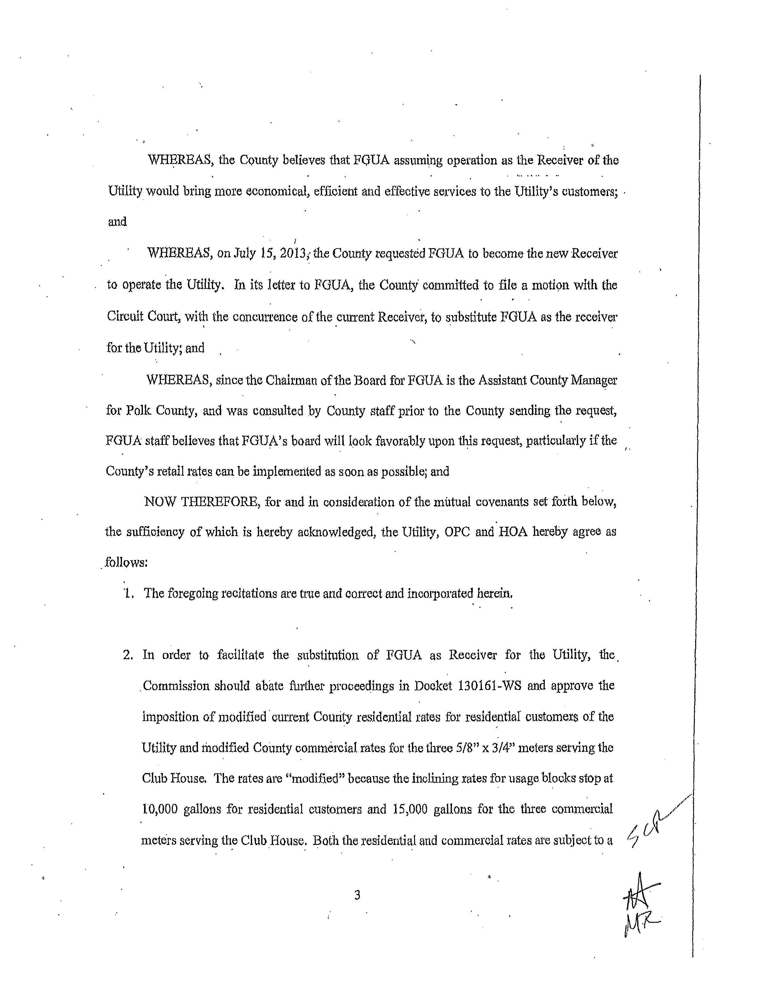 WHEREAS, the County believes that FGUA assuming operation as the Receiver of the
Utility would bring more economical, efficient and effective services to the Utility's customers;
and
WHEREAS, on July 15, 2013, the County requested FGUA to become the new Receiver
to operate the Utility. In its letter to FGUA, the County committed to file a motion with the
Circuit Court, with the concurrence of the current Receiver, to substitute FGUA as the receiver
for the Utility; and
WHEREAS, since the Chairman of the Board for FGUA is the Assistant County Manager
for Polk County, and was consulted by County staff prior to the County sending the request,
FGUA staff believes that FGUA's board will look favorably upon this request, particularly if the
County's retail rates can be implemented as soon as possible; and
NOW THEREFORE, for and in consideration of the mutual covenants set forth below,
the sufficiency of which is hereby acknowledged, the Utility, OPC and HOA hereby agree as
follows:
1. The foregoing recitations are true and correct and incorporated herein.
2. In order to facilitate the substitution of FGUA as Receiver for the Utility, the
Commission should abate further proceedings in Docket 130161-WS and approve the
imposition of modified current County residential rates for residential customers of the
Utility and modified County commercial rates for the three 5/8” x 3/4” meters serving the
Club House. The rates are “modified” because the inclining rates for usage blocks stop at
10,000 gallons for residential customers and 15,000 gallons for the three commercial
meters serving the Club House. Both the residential and commercial rates are subject to a
3
MR